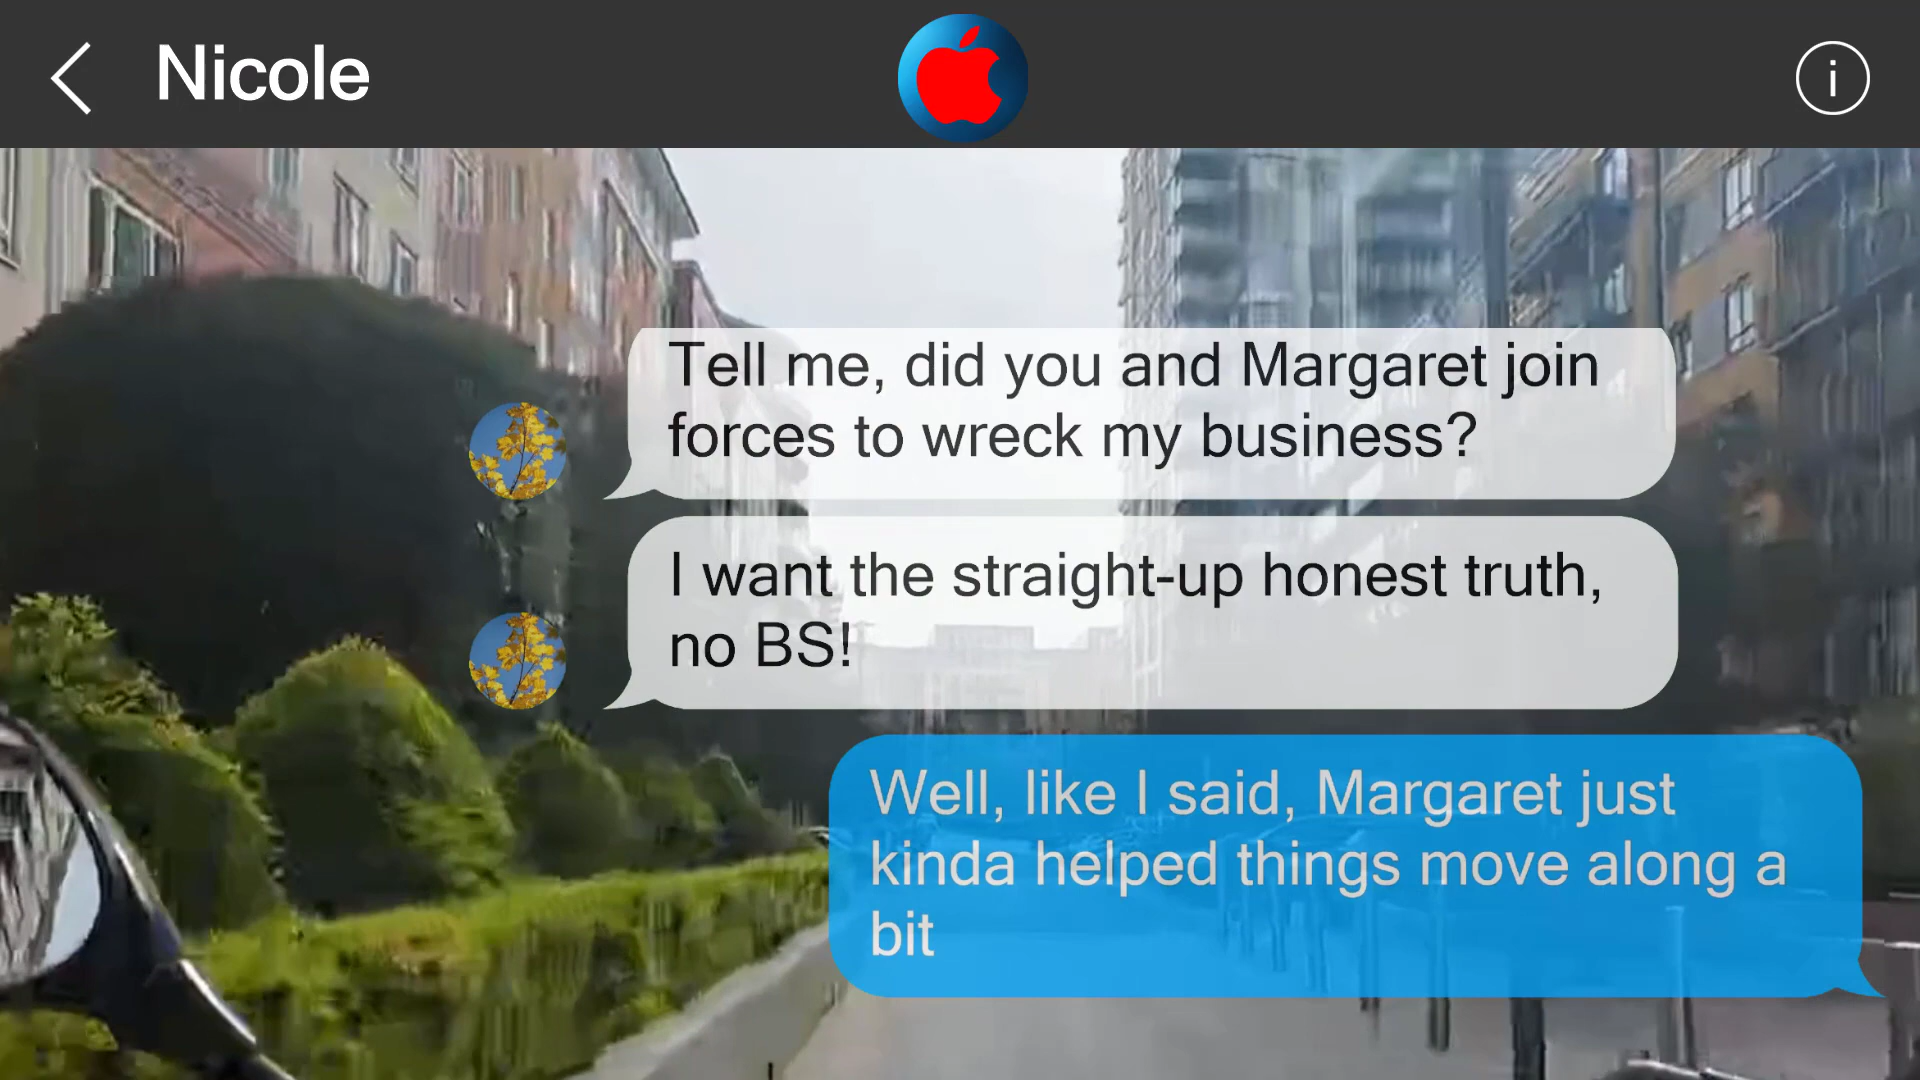 Nicole
i
Tell me, did you and Margaret join
forces to wreck my business?
I want the straight-up honest truth,
no BS!
Well, like I said, Margaret just
kinda helped things move along a
bit